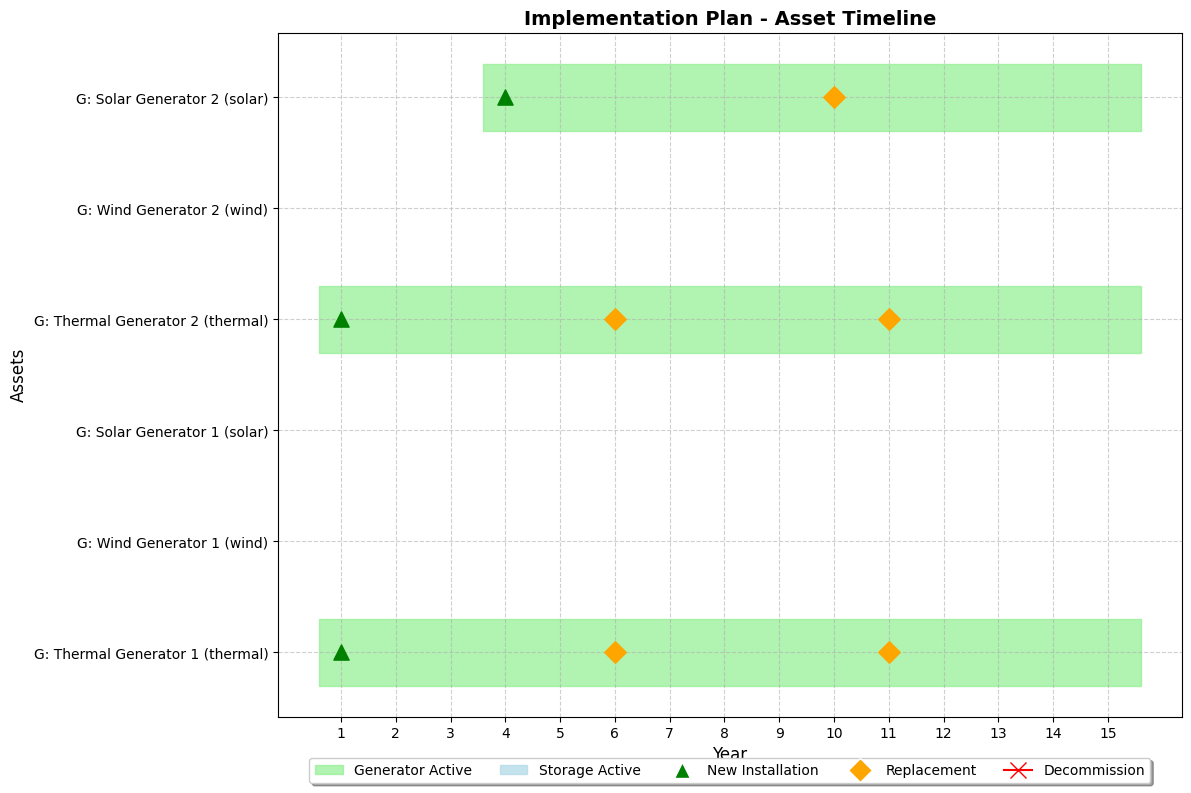 Implementation Plan - Asset Timeline
G: Solar Generator 2 (solar)
G: Wind Generator 2 (wind)
G: Thermal Generator 2 (thermal)
G: Solar Generator 1 (solar)
G: Wind Generator 1 (wind)
G: Thermal Generator 1 (thermal)
Assets
1 2 3 4 5 6 7 8 9 10 11 12 13 14 15
Year
Generator Active Storage Active New Installation Replacement Decommission